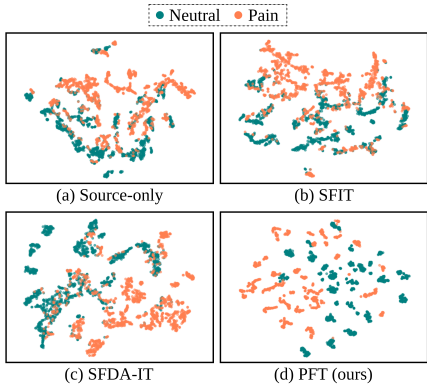 Neutral Pain
(a) Source-only
(b) SFIT
(c) SFDA-IT
(d) PFT (ours)